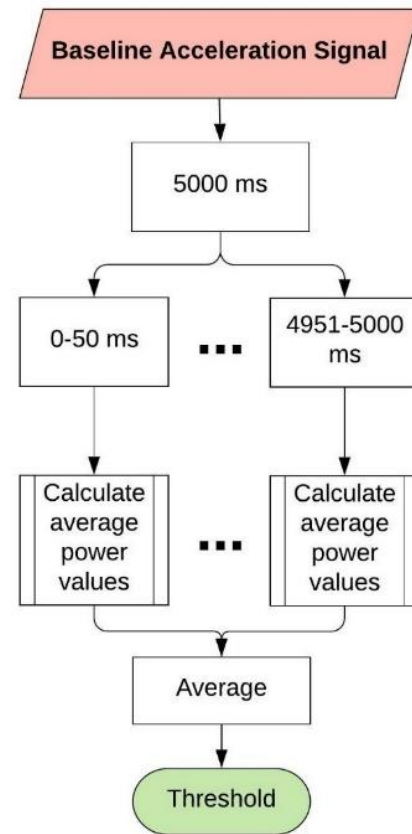 Baseline Acceleration Signal
5000 ms
0-50 ms
4951-5000
ms
Calculate
average
power
values
Calculate
average
power
values
Average
Threshold